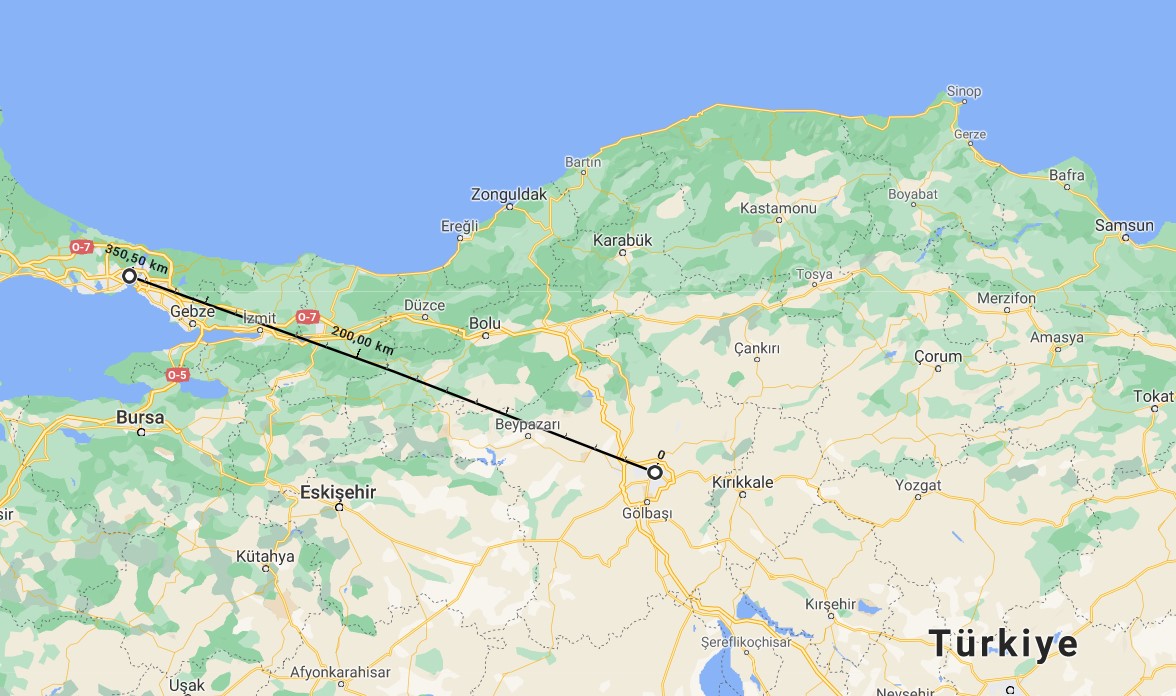 Sinop
Gerze
Bartın
Bafra
Zonguldak
Boyabat
Kastamonu
Ereğli
Samsun
Karabük
O-7
350,50 km
Tosya
Merzifon
Düzce
Gebze
İzmit
O-7
Bolu
200,00 km
Amasya
Çankırı
Çorum
O-5
Tokat
Bursa
Beypazarı
0
Kırıkkale
Yozgat
Eskişehir
Gölbaşı
sir
Kütahya
Kırşehir
Türkiye
Şereflikoçhisar
Afyonkarahisar
Uşak
Nevşehir